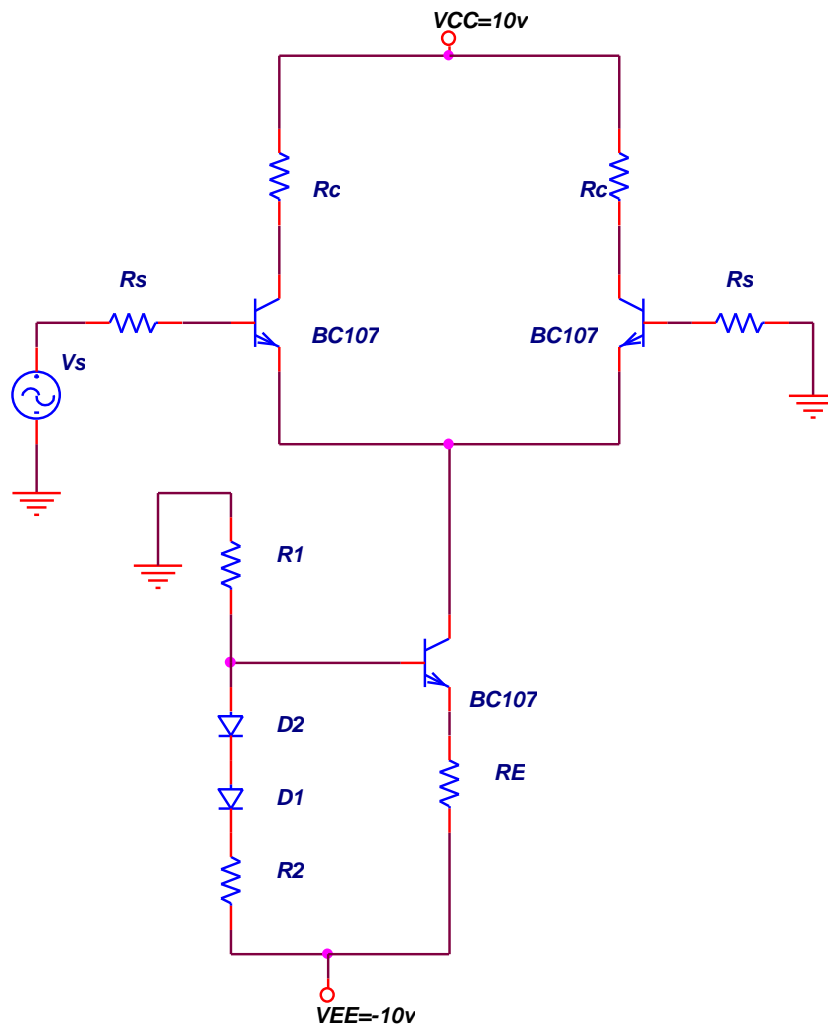 VCC=10v
Rc
Rc
Rs
Rs
BC107
BC107
Vs
R1
BC107
D2
RE
D1
R2
VEE=-10v